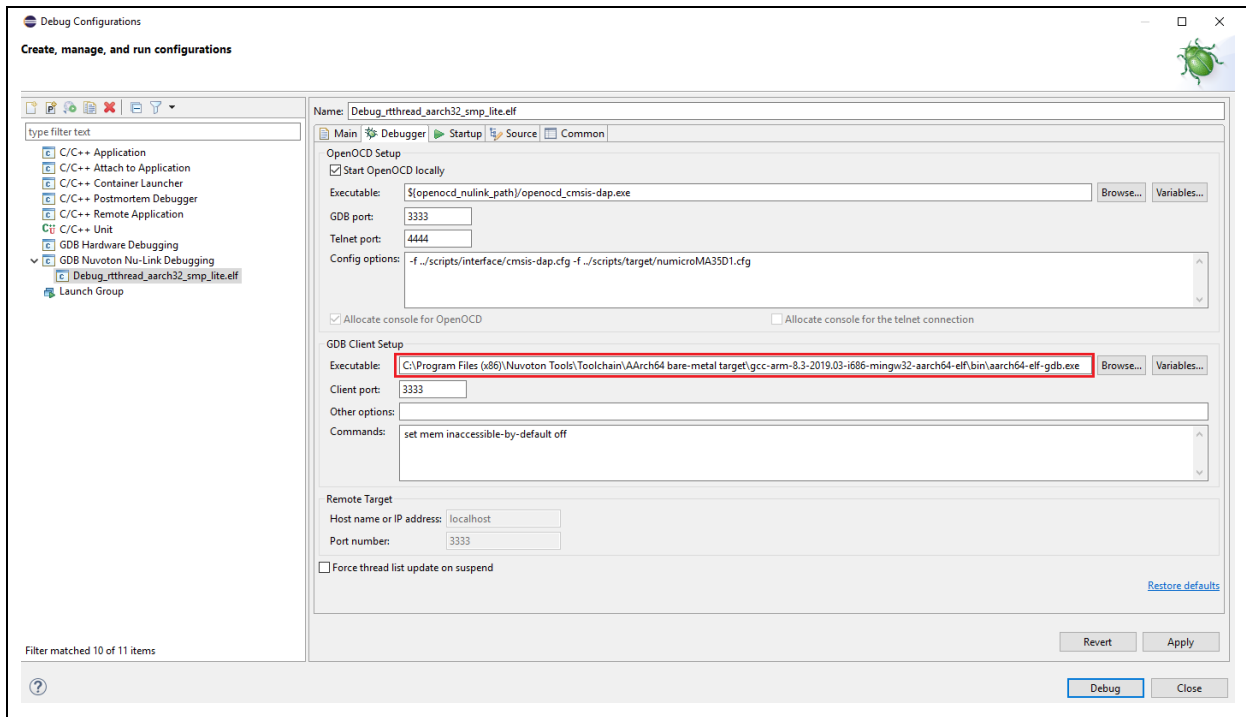 Debug Configurations
Create, manage, and run configurations
type filter text
C/C++ Application
C/C++ Attach to Application
C/C++ Container Launcher
C/C++ Postmortem Debugger
C/C++ Remote Application
C/C++ Unit
GDB Hardware Debugging
GDB Nuvoton Nu-Link Debugging
Debug_rtthread_aarch32_smp_lite.elf
Launch Group
Filter matched 10 of 11 items
Name: Debug_rtthread_aarch32_smp_lite.elf
Main Debugger Startup Source Common
OpenOCD Setup
Start OpenOCD locally
Executable: ${openocd_nulink_path}/openocd_cmsis-dap.exe Browse... Variables...
GDB port: 3333
Telnet port: 4444
Config options: -f ../scripts/interface/cmsis-dap.cfg -f ../scripts/target/numicroMA35D1.cfg
Allocate console for OpenOCD Allocate console for the telnet connection
GDB Client Setup
Executable: C:\Program Files (x86)\Nuvoton Tools\Toolchain\AArch64 bare-metal target\gcc-arm-8.3-2019.03-i686-mingw32-aarch64-elf\bin\aarch64-elf-gdb.exe Browse... Variables...
Client port: 3333
Other options:
Commands: set mem inaccessible-by-default off
Remote Target
Host name or IP address: localhost
Port number: 3333
Force thread list update on suspend
Restore defaults
Revert Apply
Debug Close